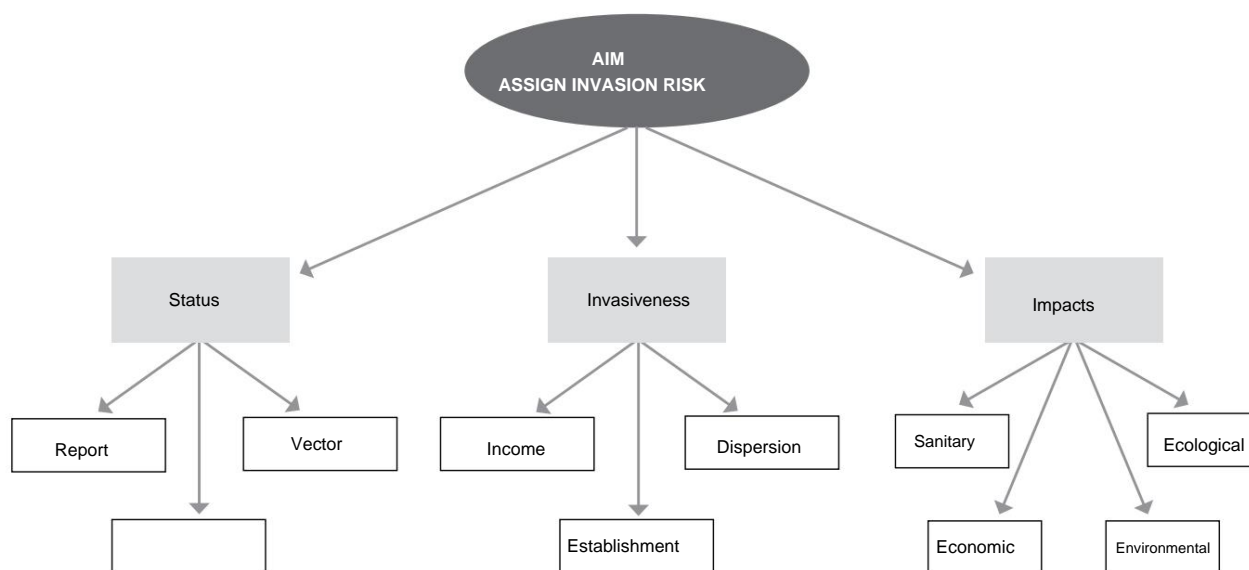 AIM
ASSIGN INVASION RISK
Status
Invasiveness
Impacts
Report
Vector
Income
Dispersion
Sanitary
Ecological
Establishment
Economic
Environmental